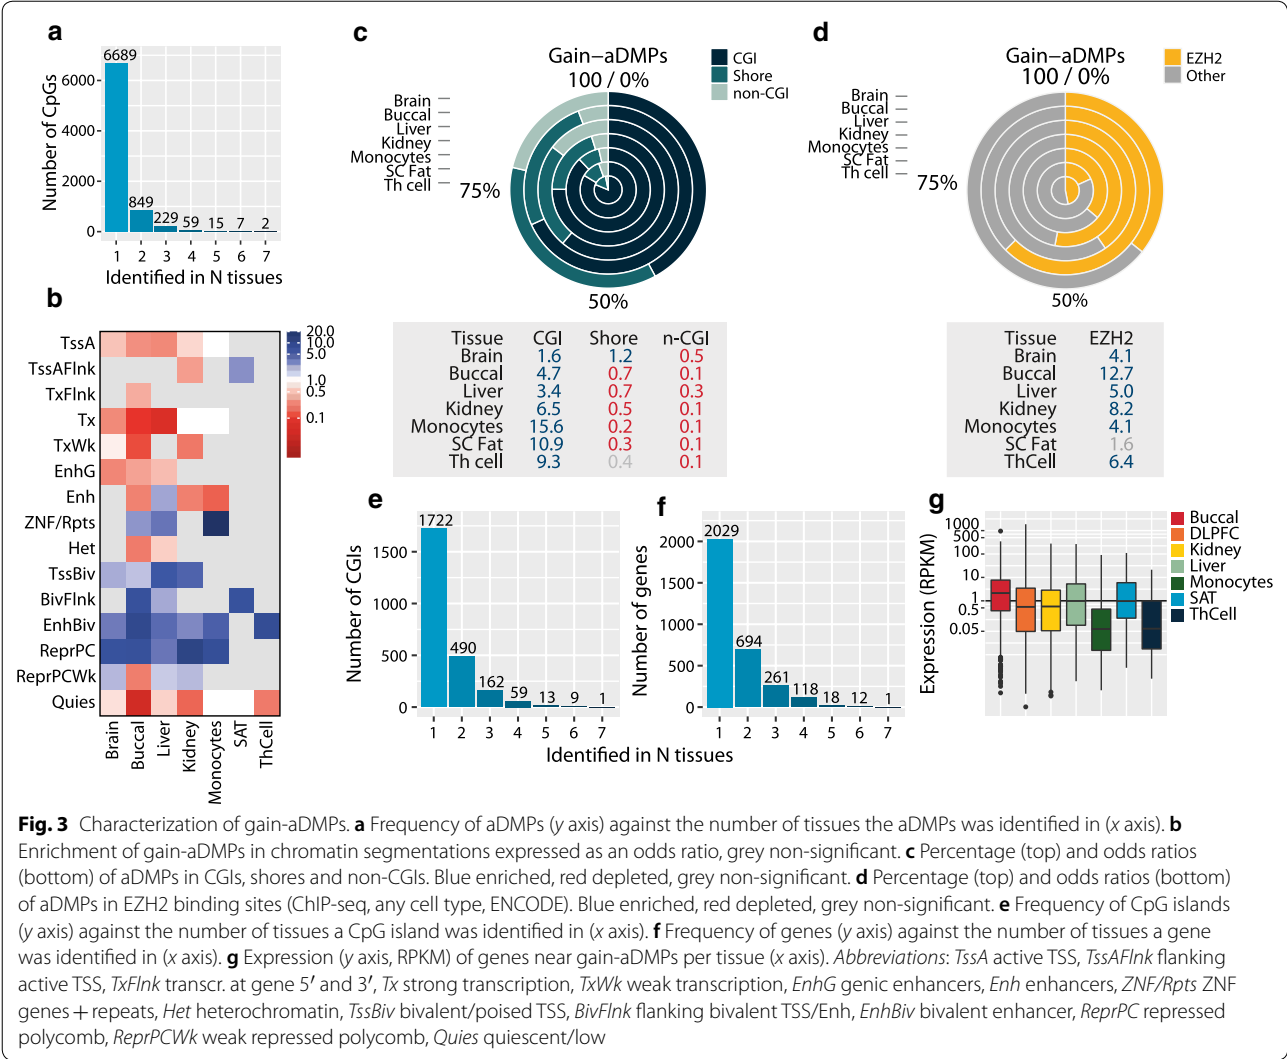 a
6689
849
229
59
15
7
2
6000
4000
2000
0
Number of CpGs
1 2 3 4 5 6 7
Identified in N tissues
b
TssA
TssAFlnk
TxFlnk
Tx
TxWk
EnhG
Enh
ZNF/Rpts
Het
TssBiv
BivFlnk
EnhBiv
ReprPC
ReprPCWk
Quies
Brain
Buccal
Liver
Kidney
Monocytes
SAT
ThCell
20.0
10.0
5.0
1.0
0.5
0.1
c
Gain−aDMPs
100 / 0%
CGI
Shore
non-CGI
Brain
Buccal
Liver
Kidney
Monocytes
SC Fat
Th cell
75%
50%
Tissue CGI Shore n-CGI
Brain 1.6 1.2 0.5
Buccal 4.7 0.7 0.1
Liver 3.4 0.7 0.3
Kidney 6.5 0.5 0.1
Monocytes 15.6 0.2 0.1
SC Fat 10.9 0.3 0.1
Th cell 9.3 0.4 0.1
d
Gain−aDMPs
100 / 0%
EZH2
Other
Brain
Buccal
Liver
Kidney
Monocytes
SC Fat
Th cell
75%
50%
Tissue EZH2
Brain 4.1
Buccal 12.7
Liver 5.0
Kidney 8.2
Monocytes 4.1
SC Fat 1.6
ThCell 6.4
e
1722
490
162
59
13
9
1
1500
1000
500
0
Number of CGIs
1 2 3 4 5 6 7
f
2029
694
261
118
18
12
1
2000
1500
1000
500
0
Number of genes
1 2 3 4 5 6 7
Identified in N tissues
g
1000
500
100
10
1
0.5
0.05
Expression (RPKM)
Buccal
DLPFC
Kidney
Liver
Monocytes
SAT
ThCell
Fig. 3 Characterization of gain-aDMPs. a Frequency of aDMPs (y axis) against the number of tissues the aDMPs was identified in (x axis). b
Enrichment of gain-aDMPs in chromatin segmentations expressed as an odds ratio, grey non-significant. c Percentage (top) and odds ratios
(bottom) of aDMPs in CGIs, shores and non-CGIs. Blue enriched, red depleted, grey non-significant. d Percentage (top) and odds ratios (bottom)
of aDMPs in EZH2 binding sites (ChIP-seq, any cell type, ENCODE). Blue enriched, red depleted, grey non-significant. e Frequency of CpG islands
(y axis) against the number of tissues a CpG island was identified in (x axis). f Frequency of genes (y axis) against the number of tissues a gene
was identified in (x axis). g Expression (y axis, RPKM) of genes near gain-aDMPs per tissue (x axis). Abbreviations: TssA active TSS, TssAFlnk flanking
active TSS, TxFlnk transcr. at gene 5′ and 3′, Tx strong transcription, TxWk weak transcription, EnhG genic enhancers, Enh enhancers, ZNF/Rpts ZNF
genes + repeats, Het heterochromatin, TssBiv bivalent/poised TSS, BivFlnk flanking bivalent TSS/Enh, EnhBiv bivalent enhancer, ReprPC repressed
polycomb, ReprPCWk weak repressed polycomb, Quies quiescent/low